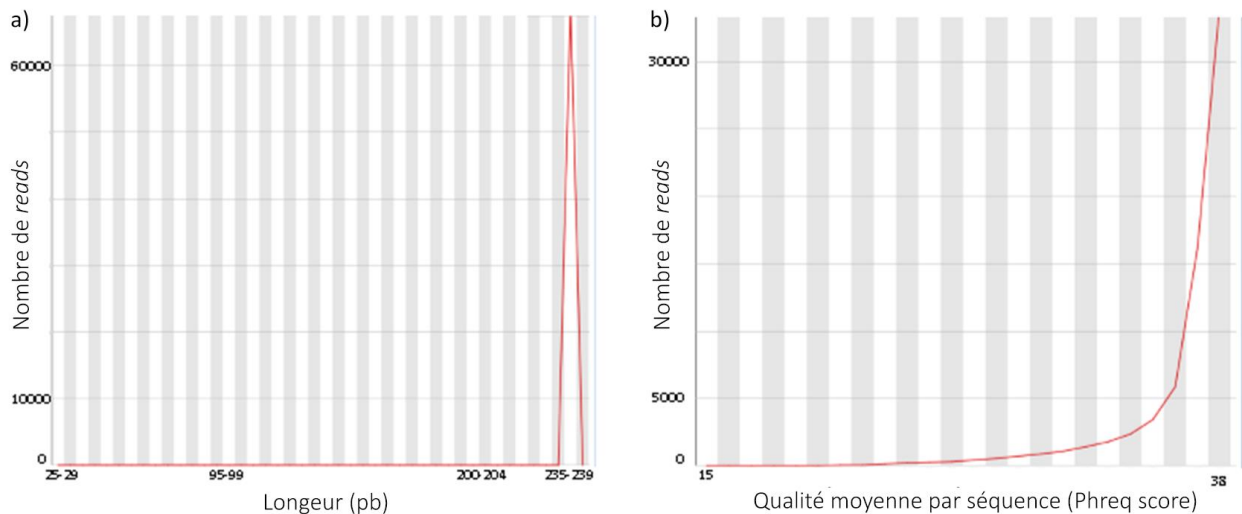 a)
60000
Nombre de reads
10000
0
25-29
95-99
200-204
235-239
Longeur (pb)
b)
30000
Nombre de reads
5000
0
15
38
Qualité moyenne par séquence (Phreq score)